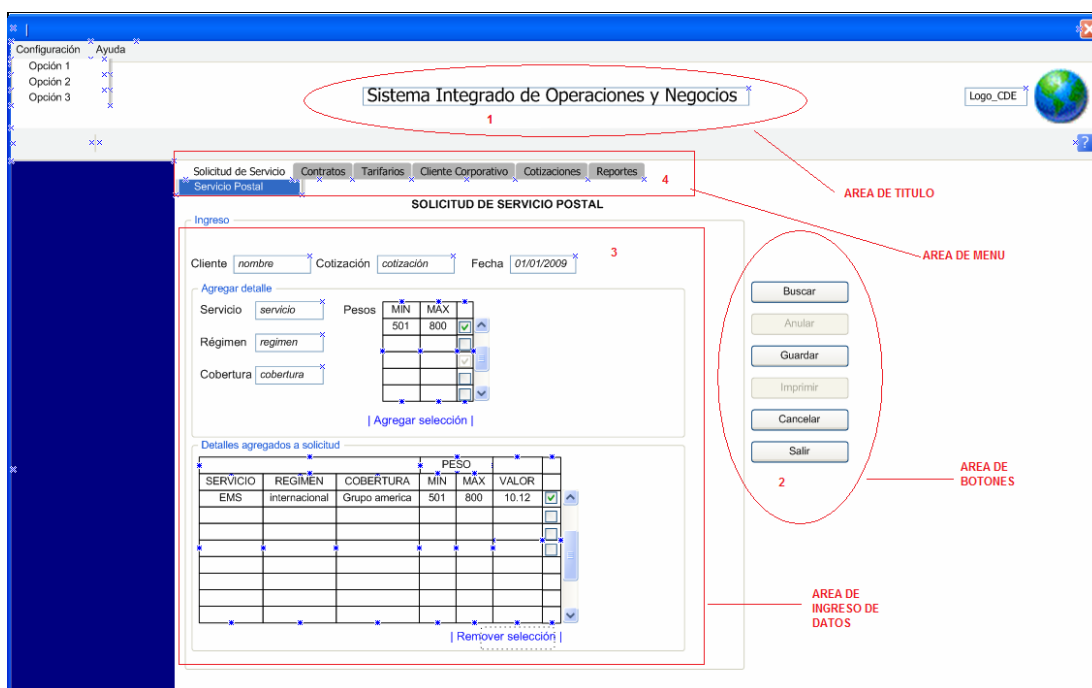 Configuración Ayuda
Opción 1
Opción 2
Opción 3
Sistema Integrado de Operaciones y Negocios
1
Logo_CDE
?
AREA DE TITULO
Solicitud de Servicio Contratos Tarifarios Cliente Corporativo Cotizaciones Reportes
Servicio Postal
4
SOLICITUD DE SERVICIO POSTAL
AREA DE MENU
Ingreso
3
Cliente nombre Cotización cotización Fecha 01/01/2009
Agregar detalle
Servicio servicio Pesos MIN MAX
501 800
Régimen regimen
Cobertura cobertura
| Agregar selección |
Buscar
Anular
Guardar
Imprimir
Cancelar
Salir
2
AREA DE
BOTONES
Detalles agregados a solicitud
PESO
SERVICIO REGIMEN COBERTURA MIN MAX VALOR
EMS internacional Grupo america 501 800 10.12
| Remover selección |
AREA DE
INGRESO DE
DATOS